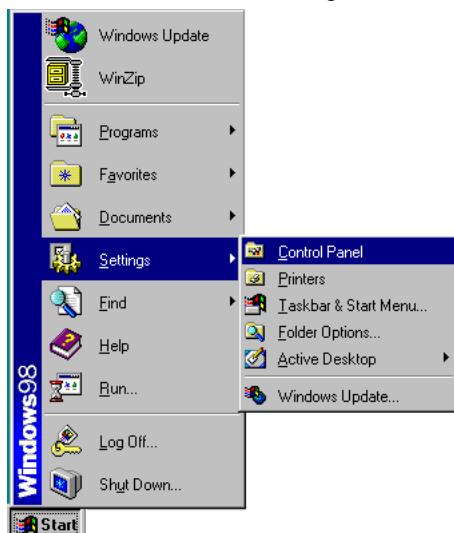 Windows Update
WinZip
Programs
Favorites
Documents
Settings
Find
Help
Run...
Log Off...
Shut Down...
Control Panel
Printers
Taskbar & Start Menu...
Folder Options...
Active Desktop
Windows Update...
Windows98
Start